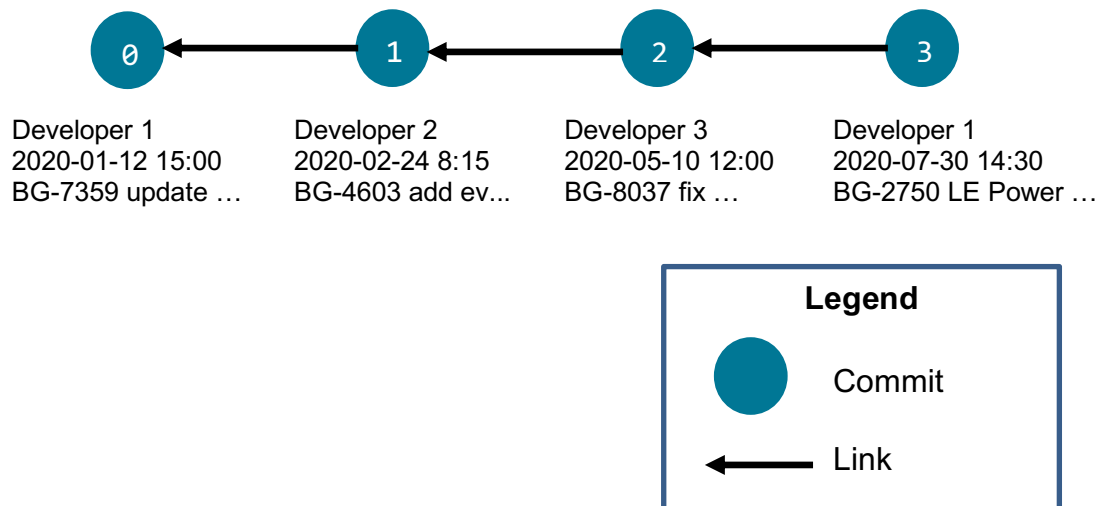 0 1 2 3
Developer 1
2020-01-12 15:00
BG-7359 update …
Developer 2
2020-02-24 8:15
BG-4603 add ev...
Developer 3
2020-05-10 12:00
BG-8037 fix …
Developer 1
2020-07-30 14:30
BG-2750 LE Power …
Legend
Commit
Link